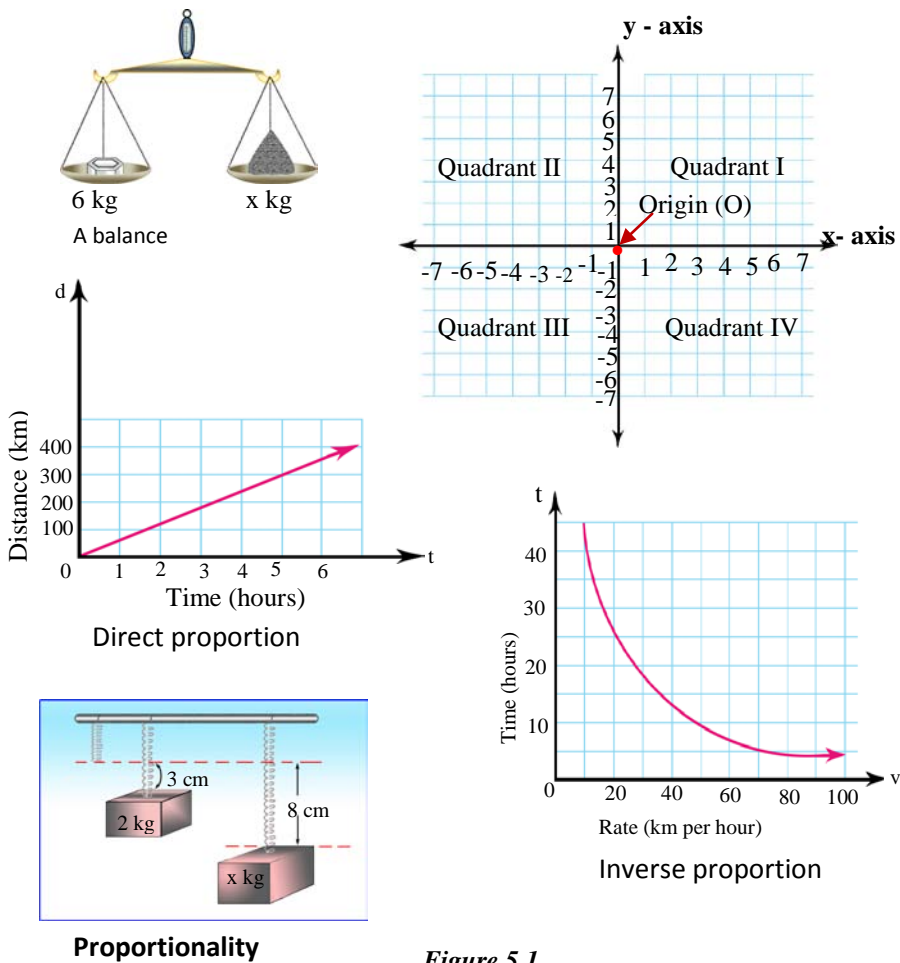 6 kg
x kg
A balance
y - axis
7
6
5
4
3
2
1
Quadrant II
Quadrant I
Origin (O)
x- axis
-7 -6 -5 -4 -3 -2 -1 -1 1 2 3 4 5 6 7
-2
-3
-4
-5
-6
-7
Quadrant III
Quadrant IV
d
Distance (km)
400
300
200
100
0 1 2 3 4 5 6
t
Time (hours)
Direct proportion
t
Time (hours)
40
30
20
10
0 20 40 60 80 100
v
Rate (km per hour)
Inverse proportion
3 cm
8 cm
2 kg
x kg
Proportionality
Figure 5.1